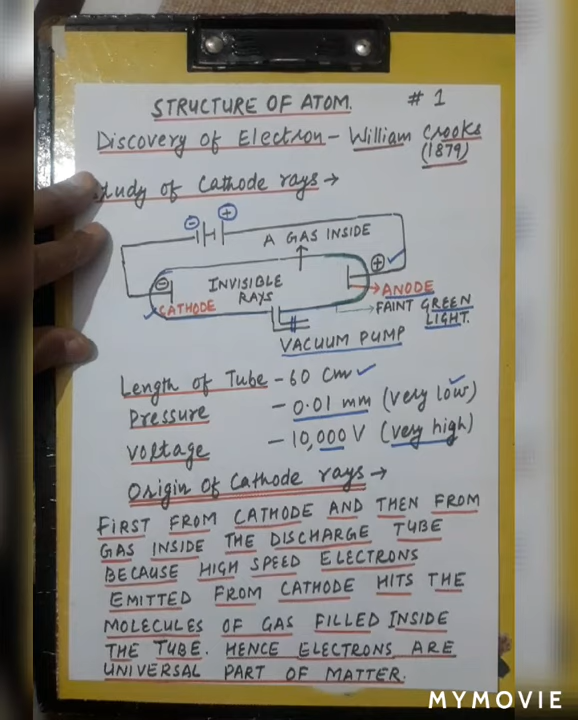 STRUCTURE OF ATOM. # 1
Discovery of Electron - William Crooks
(1879)
Study of Cathode rays →
⊖ ⊕
A GAS INSIDE
⊖ INVISIBLE ⊕
RAYS
CATHODE
ANODE
FAINT GREEN
LIGHT.
VACUUM PUMP
Length of Tube - 60 cm
Pressure - 0.01 mm (very low)
Voltage - 10,000 V (very high)
Origin Of Cathode rays →
FIRST FROM CATHODE AND THEN FROM
GAS INSIDE THE DISCHARGE TUBE
BECAUSE HIGH SPEED ELECTRONS
EMITTED FROM CATHODE HITS THE
MOLECULES OF GAS FILLED INSIDE
THE TUBE. HENCE ELECTRONS ARE
UNIVERSAL PART OF MATTER.
MYMOVIE